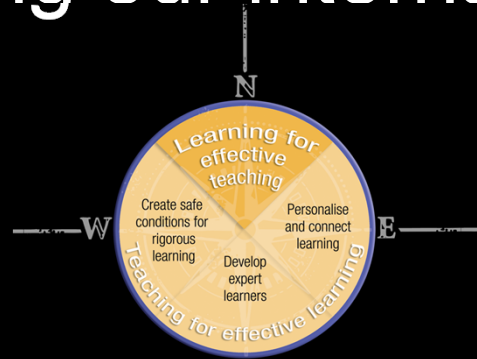 N
Learning for
effective
teaching
Create safe
conditions for
rigorous
learning
Personalise
and connect
learning
W
E
Develop
expert
learners
Teaching for effective learning